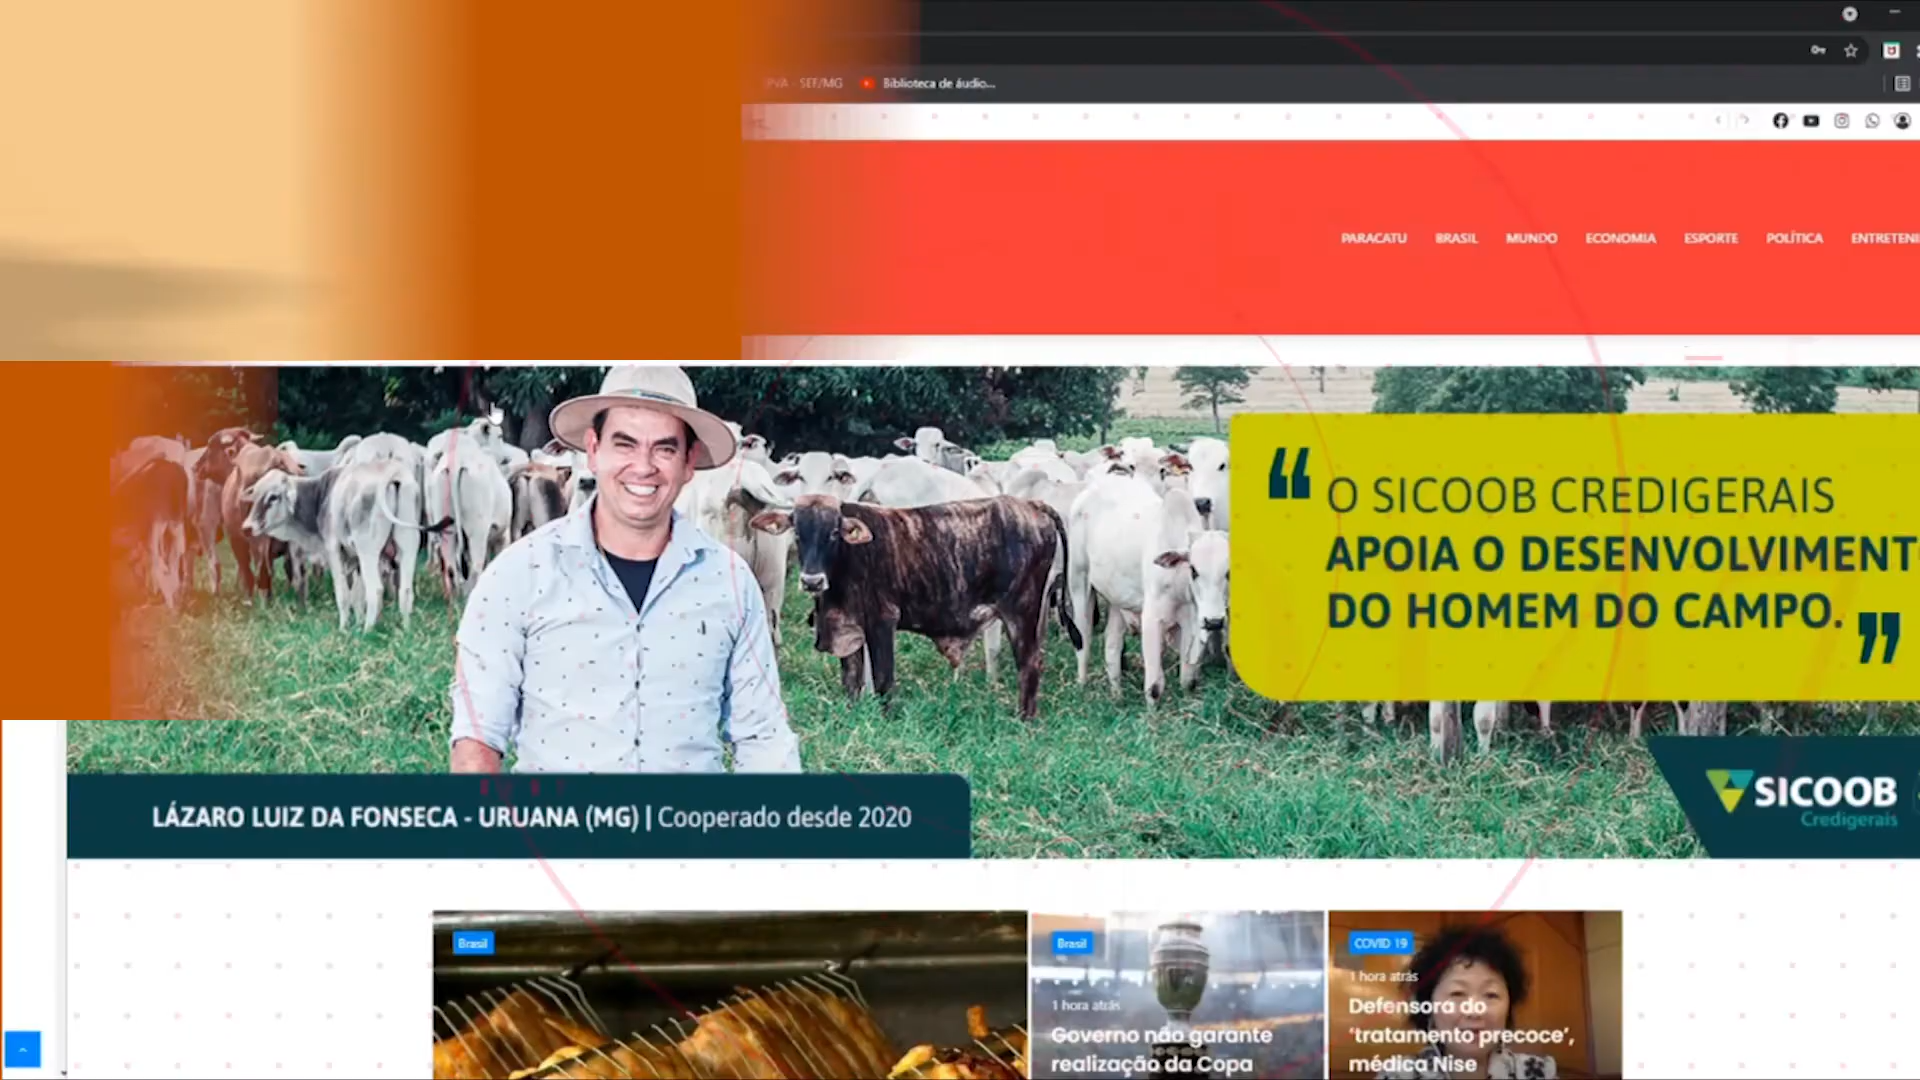 PVA - SEF/MG Biblioteca de áudio...
PARACATU BRASIL MUNDO ECONOMIA ESPORTE POLÍTICA ENTRETENI
“ O SICOOB CREDIGERAIS
APOIA O DESENVOLVIMENT
DO HOMEM DO CAMPO. ”
SICOOB
Credigerais
LÁZARO LUIZ DA FONSECA - URUANA (MG) | Cooperado desde 2020
Brasil
Brasil
1 hora atrás
Governo não garante
realização da Copa
COVID 19
1 hora atrás
Defensora do
‘tratamento precoce’,
médica Nise